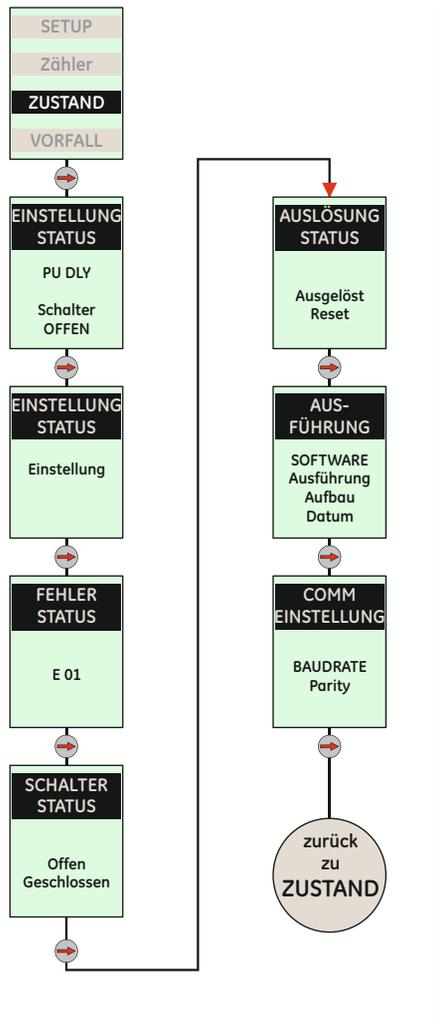 SETUP
Zähler
ZUSTAND
VORFALL
EINSTELLUNG
STATUS
PU DLY
Schalter
OFFEN
EINSTELLUNG
STATUS
Einstellung
FEHLER
STATUS
E 01
SCHALTER
STATUS
Offen
Geschlossen
AUSLÖSUNG
STATUS
Ausgelöst
Reset
AUS-
FÜHRUNG
SOFTWARE
Ausführung
Aufbau
Datum
COMM
EINSTELLUNG
BAUDRATE
Parity
zurück
zu
ZUSTAND